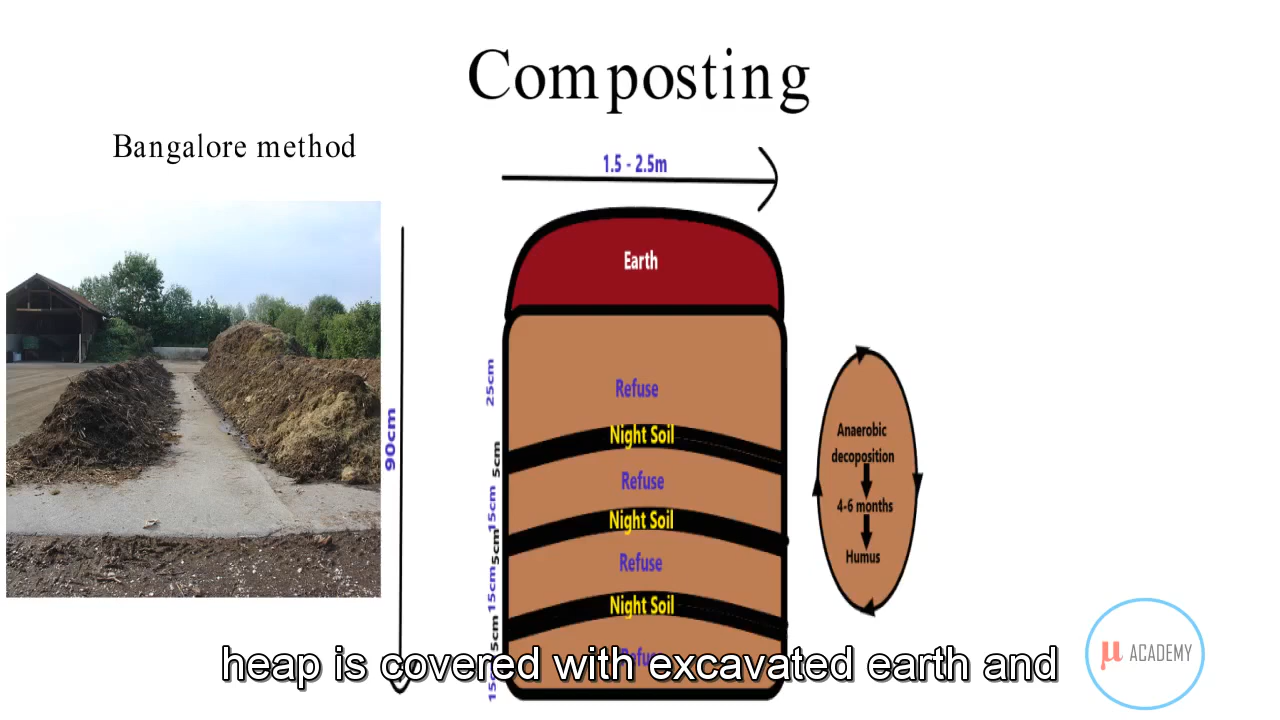 Composting
Bangalore method
1.5 - 2.5m
Earth
25cm
Refuse
Night Soil
5cm
90cm
Refuse
15cm
Night Soil
5cm
Refuse
15cm
Night Soil
5cm
Anaerobic
decoposition
4-6 months
Humus
heap is covered with excavated earth and
μ ACADEMY